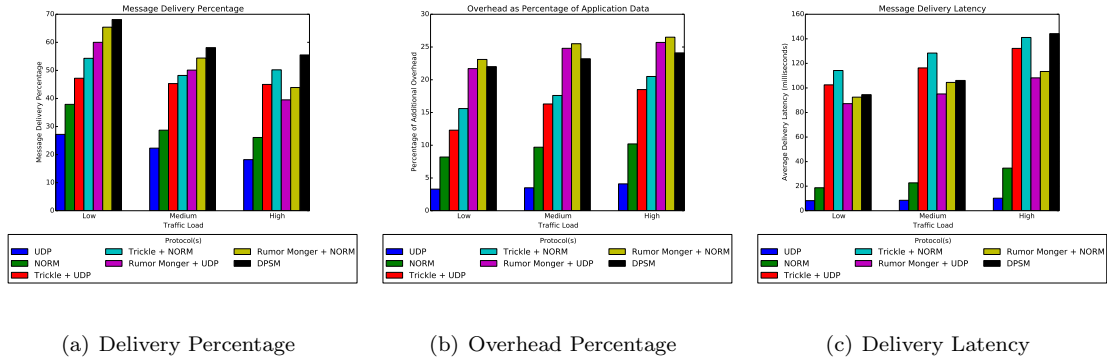 Message Delivery Percentage
Message Delivery Percentage
70
60
50
40
30
20
10
0
Low Medium High
Traffic Load
Protocol(s)
UDP Trickle + NORM Rumor Monger + NORM
NORM Rumor Monger + UDP DPSM
Trickle + UDP
(a) Delivery Percentage
Overhead as Percentage of Application Data
Percentage of Additional Overhead
30
25
20
15
10
5
0
Low Medium High
Traffic Load
Protocol(s)
UDP Trickle + NORM Rumor Monger + NORM
NORM Rumor Monger + UDP DPSM
Trickle + UDP
(b) Overhead Percentage
Message Delivery Latency
Average Delivery Latency (milliseconds)
160
140
120
100
80
60
40
20
0
Low Medium High
Traffic Load
Protocol(s)
UDP Trickle + NORM Rumor Monger + NORM
NORM Rumor Monger + UDP DPSM
Trickle + UDP
(c) Delivery Latency